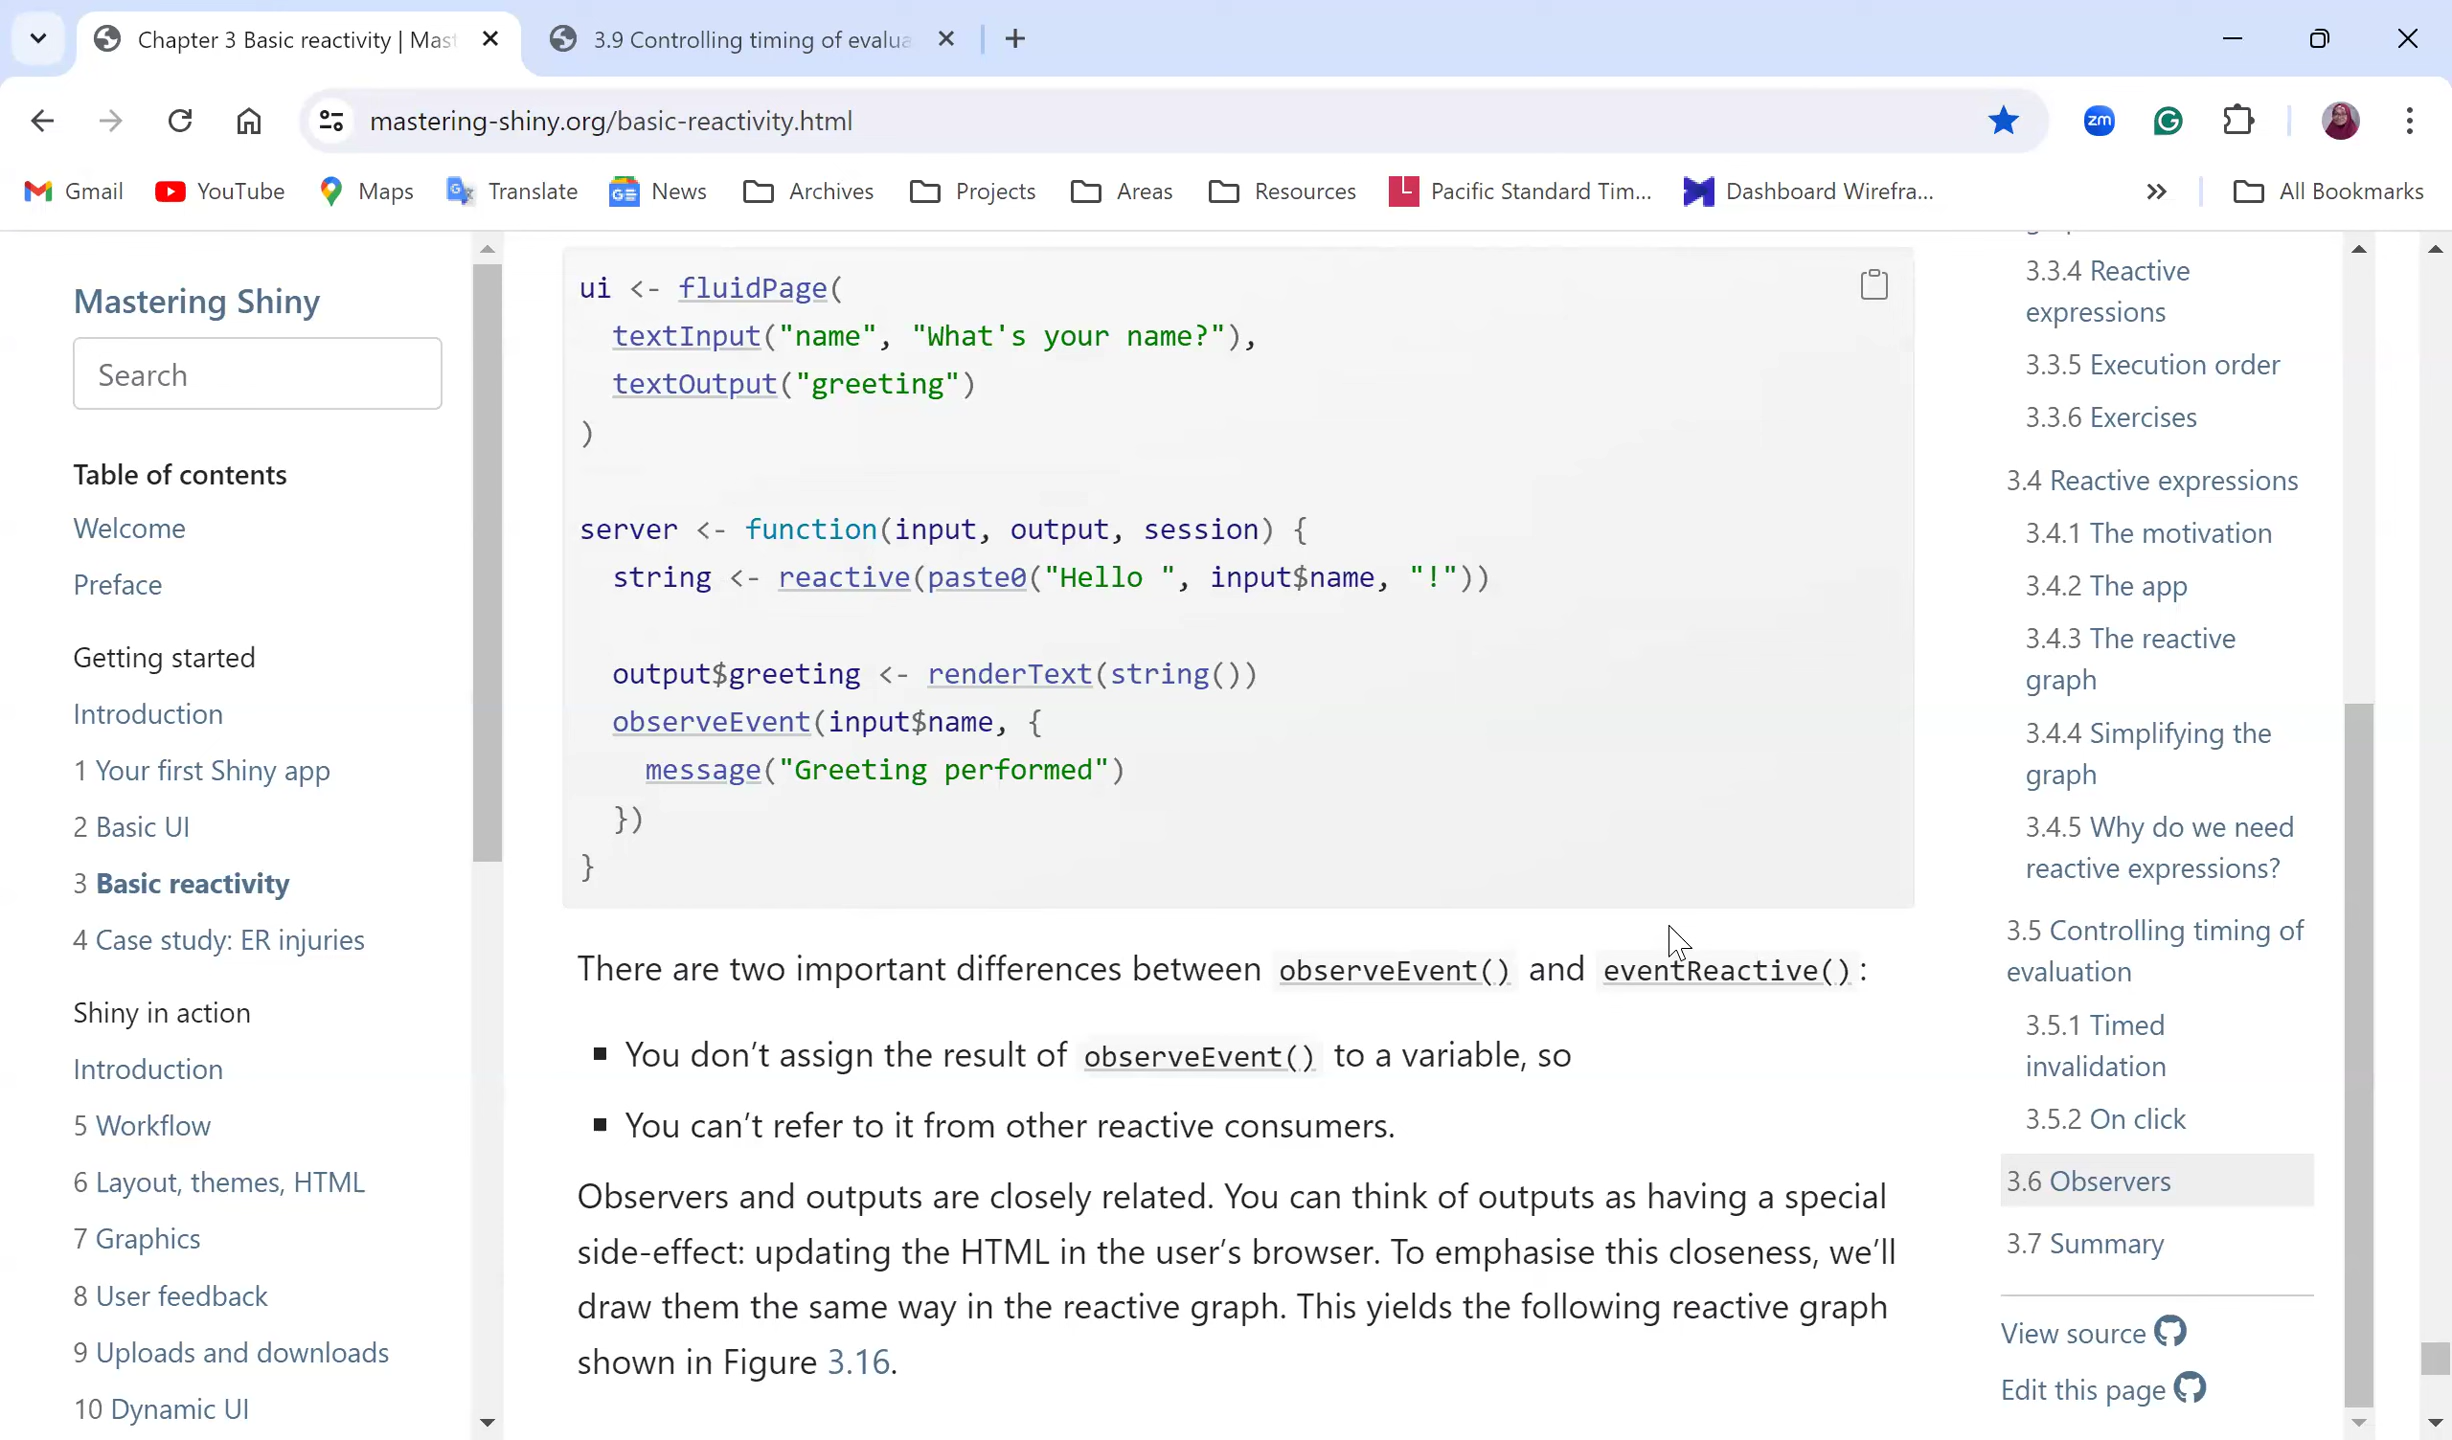 Chapter 3 Basic reactivity | Mast
3.9 Controlling timing of evalua
mastering-shiny.org/basic-reactivity.html
zm
Gmail
YouTube
Maps
Translate
News
Archives
Projects
Areas
Resources
Pacific Standard Tim...
Dashboard Wirefra...
All Bookmarks
Mastering Shiny
Search
Table of contents
Welcome
Preface
Getting started
Introduction
1 Your first Shiny app
2 Basic UI
3 Basic reactivity
4 Case study: ER injuries
Shiny in action
Introduction
5 Workflow
6 Layout, themes, HTML
7 Graphics
8 User feedback
9 Uploads and downloads
10 Dynamic UI
ui <- fluidPage(
textInput("name", "What's your name?"),
textOutput("greeting")
)
server <- function(input, output, session) {
string <- reactive(paste0("Hello ", input$name, "!"))
output$greeting <- renderText(string())
observeEvent(input$name, {
message("Greeting performed")
})
}
There are two important differences between observeEvent() and eventReactive():
▪ You don't assign the result of observeEvent() to a variable, so
▪ You can't refer to it from other reactive consumers.
Observers and outputs are closely related. You can think of outputs as having a special
side-effect: updating the HTML in the user's browser. To emphasise this closeness, we'll
draw them the same way in the reactive graph. This yields the following reactive graph
shown in Figure 3.16.
3.3.4 Reactive
expressions
3.3.5 Execution order
3.3.6 Exercises
3.4 Reactive expressions
3.4.1 The motivation
3.4.2 The app
3.4.3 The reactive
graph
3.4.4 Simplifying the
graph
3.4.5 Why do we need
reactive expressions?
3.5 Controlling timing of
evaluation
3.5.1 Timed
invalidation
3.5.2 On click
3.6 Observers
3.7 Summary
View source
Edit this page